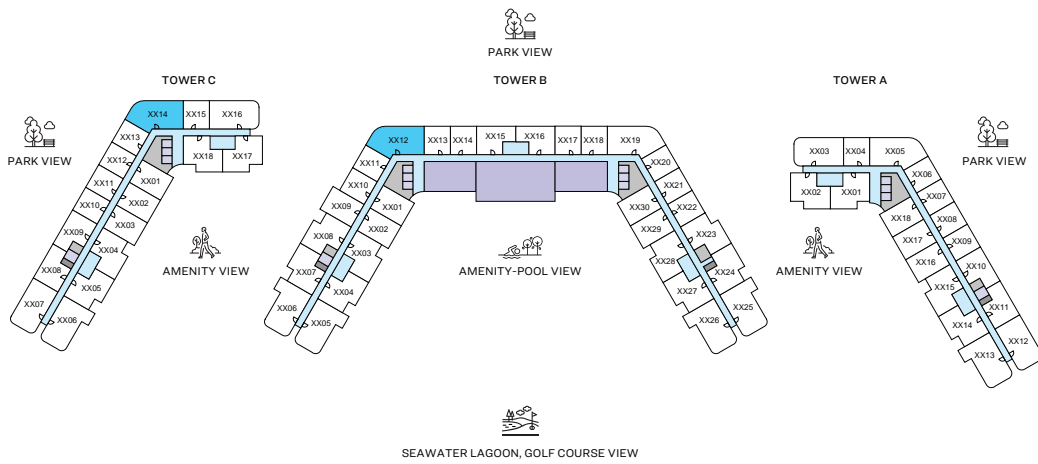 PARK VIEW
TOWER C
TOWER B
TOWER A
PARK VIEW
PARK VIEW
XX14
XX15
XX16
XX13
XX12
XX11
XX10
XX09
XX08
XX07
XX06
XX05
XX04
XX03
XX02
XX01
XX18
XX17
AMENITY VIEW
XX12
XX13
XX14
XX15
XX16
XX17
XX18
XX19
XX11
XX10
XX09
XX08
XX07
XX06
XX05
XX04
XX03
XX02
XX01
XX20
XX21
XX22
XX23
XX24
XX25
XX26
XX27
XX28
XX29
XX30
AMENITY-POOL VIEW
XX03
XX04
XX05
XX02
XX01
XX06
XX07
XX08
XX09
XX10
XX11
XX12
XX13
XX14
XX15
XX16
XX17
XX18
AMENITY VIEW
SEAWATER LAGOON, GOLF COURSE VIEW